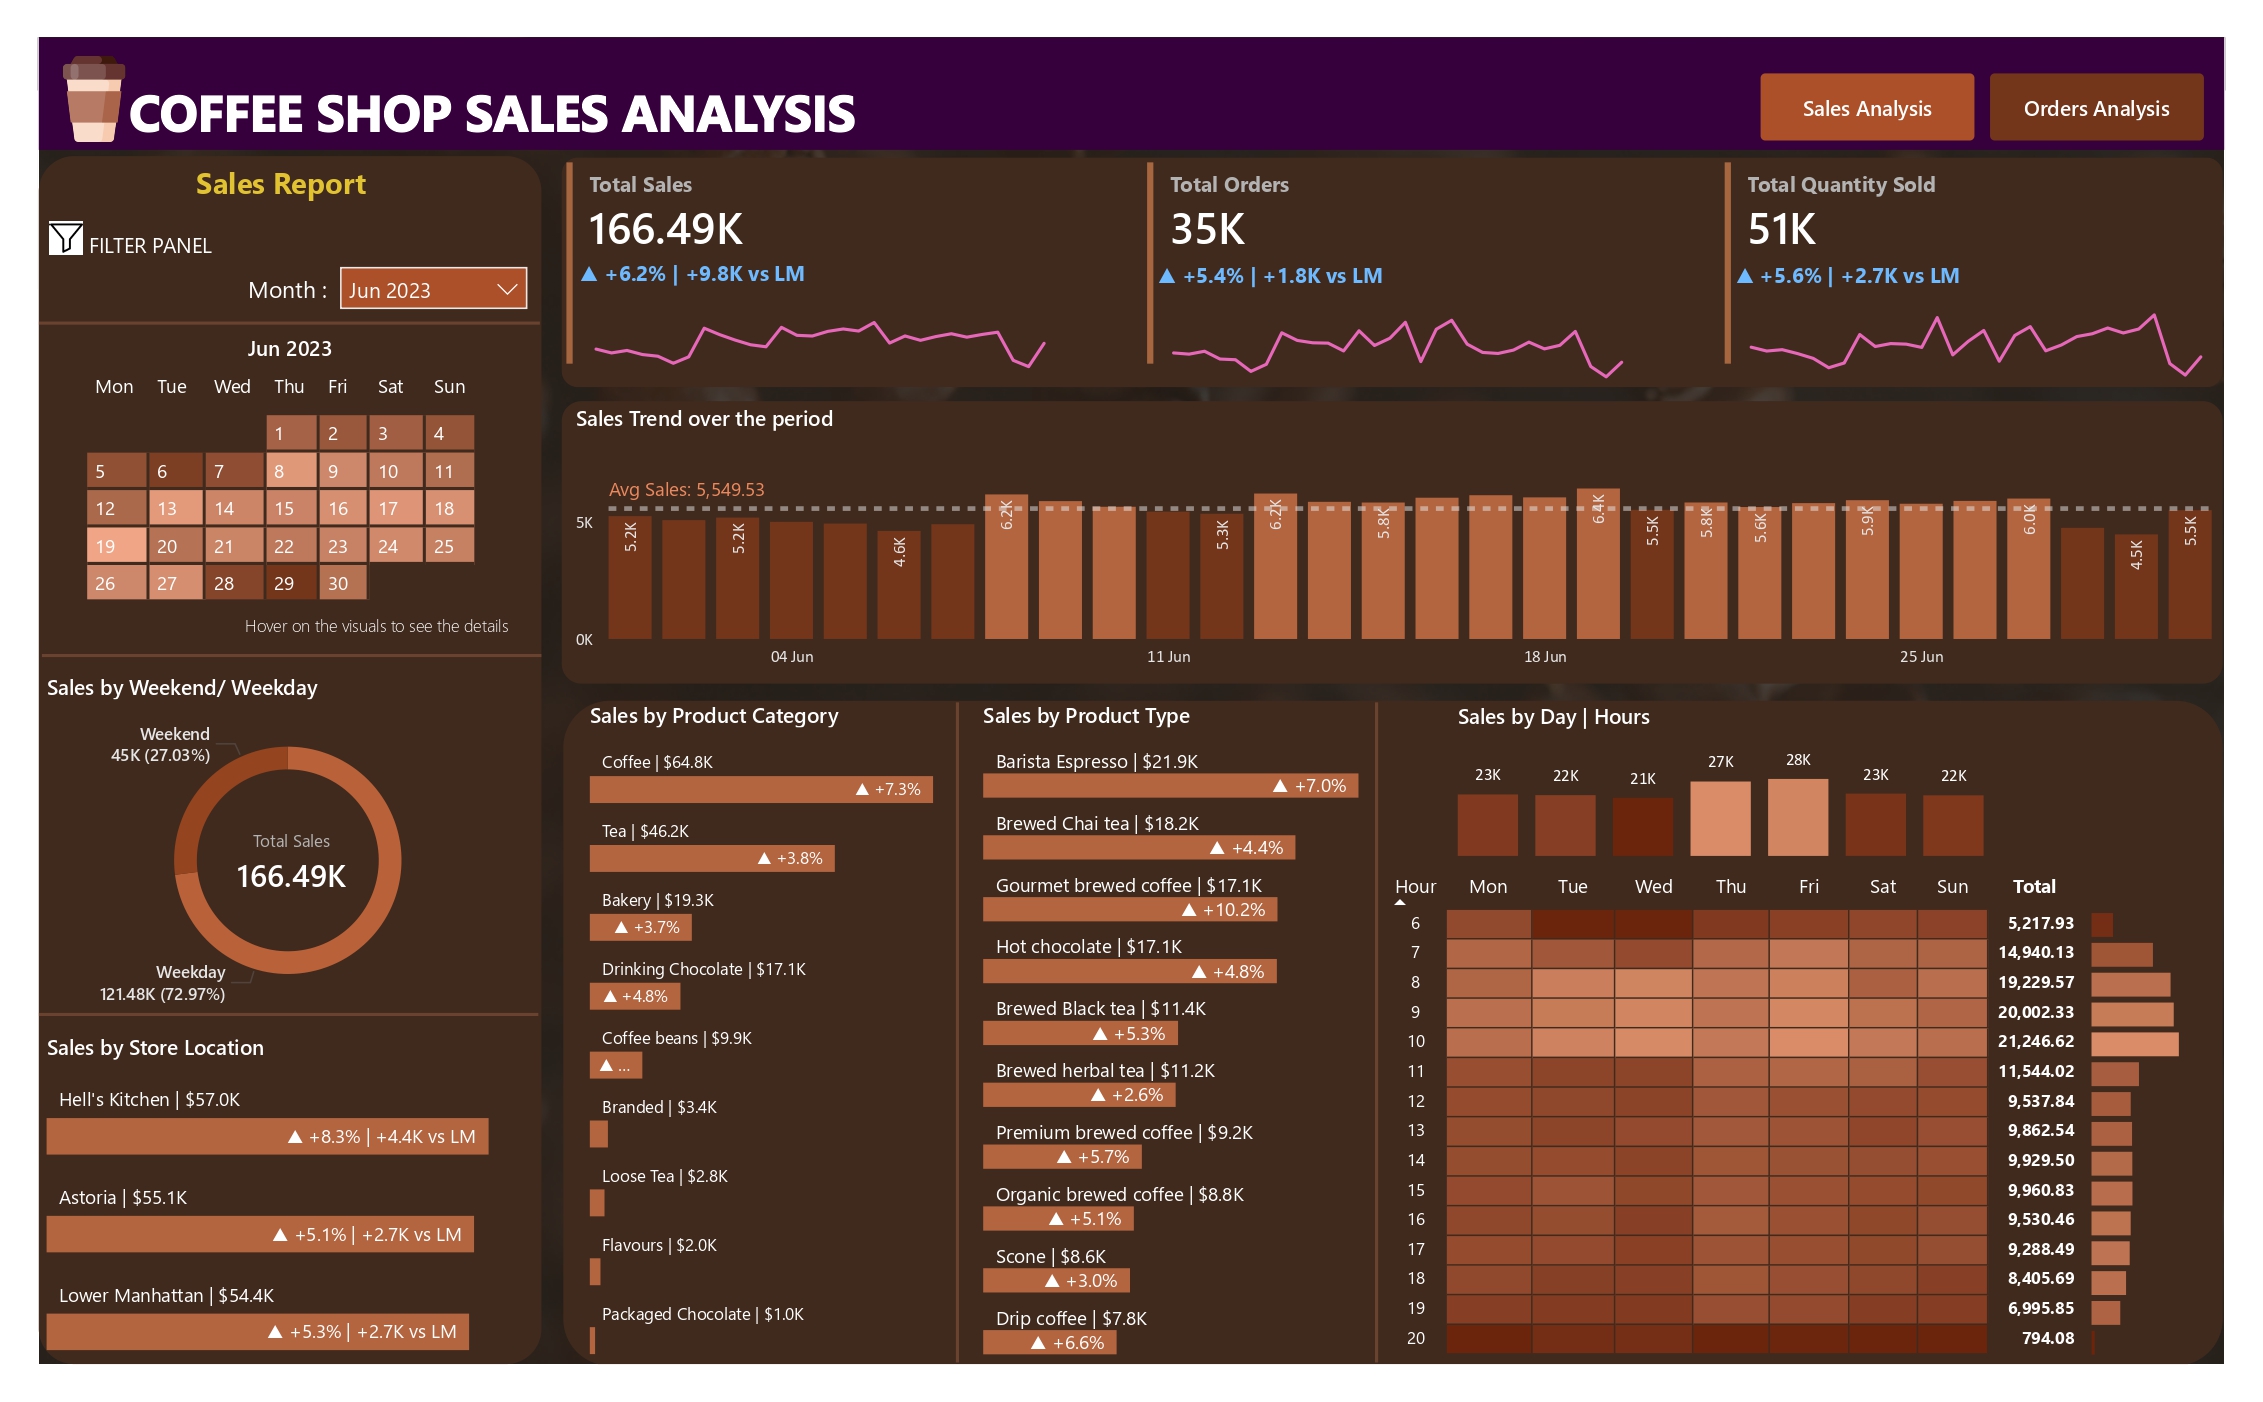 COFFEE SHOP SALES ANALYSIS
Sales Analysis
Orders Analysis
Sales Report
FILTER PANEL
Month :
Jun 2023
Jun 2023
Mon Tue Wed Thu Fri Sat Sun
1 2 3 4
5 6 7 8 9 10 11
12 13 14 15 16 17 18
19 20 21 22 23 24 25
26 27 28 29 30
Hover on the visuals to see the details
Sales by Weekend/ Weekday
Weekend
45K (27.03%)
Total Sales
166.49K
Weekday
121.48K (72.97%)
Sales by Store Location
Hell's Kitchen | $57.0K
▲ +8.3% | +4.4K vs LM
Astoria | $55.1K
▲ +5.1% | +2.7K vs LM
Lower Manhattan | $54.4K
▲ +5.3% | +2.7K vs LM
Total Sales
166.49K
▲ +6.2% | +9.8K vs LM
Total Orders
35K
▲ +5.4% | +1.8K vs LM
Total Quantity Sold
51K
▲ +5.6% | +2.7K vs LM
Sales Trend over the period
Avg Sales: 5,549.53
5K
0K
5.2K 5.2K 4.6K 6.2K 5.3K 6.2K 5.8K 6.4K 5.5K 5.8K 5.6K 5.9K 6.0K 4.5K 5.5K
04 Jun 11 Jun 18 Jun 25 Jun
Sales by Product Category
Coffee | $64.8K
▲ +7.3%
Tea | $46.2K
▲ +3.8%
Bakery | $19.3K
▲ +3.7%
Drinking Chocolate | $17.1K
▲ +4.8%
Coffee beans | $9.9K
▲ ...
Branded | $3.4K
Loose Tea | $2.8K
Flavours | $2.0K
Packaged Chocolate | $1.0K
Sales by Product Type
Barista Espresso | $21.9K
▲ +7.0%
Brewed Chai tea | $18.2K
▲ +4.4%
Gourmet brewed coffee | $17.1K
▲ +10.2%
Hot chocolate | $17.1K
▲ +4.8%
Brewed Black tea | $11.4K
▲ +5.3%
Brewed herbal tea | $11.2K
▲ +2.6%
Premium brewed coffee | $9.2K
▲ +5.7%
Organic brewed coffee | $8.8K
▲ +5.1%
Scone | $8.6K
▲ +3.0%
Drip coffee | $7.8K
▲ +6.6%
Sales by Day | Hours
23K 22K 21K 27K 28K 23K 22K
Hour Mon Tue Wed Thu Fri Sat Sun Total
6 5,217.93
7 14,940.13
8 19,229.57
9 20,002.33
10 21,246.62
11 11,544.02
12 9,537.84
13 9,862.54
14 9,929.50
15 9,960.83
16 9,530.46
17 9,288.49
18 8,405.69
19 6,995.85
20 794.08